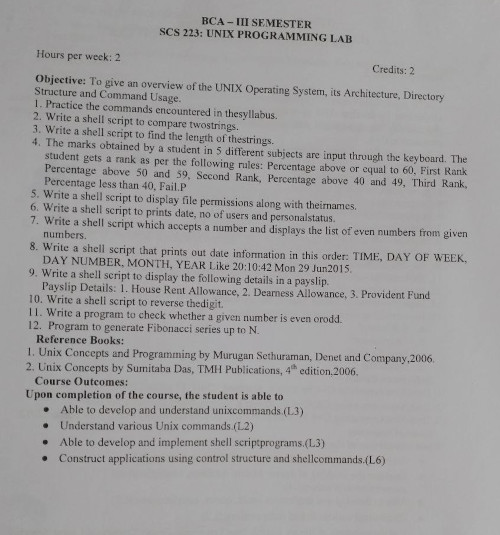 BCA – III SEMESTER
SCS 223: UNIX PROGRAMMING LAB
Hours per week: 2
Credits: 2
Objective: To give an overview of the UNIX Operating System, its Architecture, Directory
Structure and Command Usage.
1. Practice the commands encountered in thesyllabus.
2. Write a shell script to compare twostrings.
3. Write a shell script to find the length of thestrings.
4. The marks obtained by a student in 5 different subjects are input through the keyboard. The
student gets a rank as per the following rules: Percentage above or equal to 60, First Rank
Percentage above 50 and 59, Second Rank, Percentage above 40 and 49, Third Rank,
Percentage less than 40, Fail.P
5. Write a shell script to display file permissions along with theirnames.
6. Write a shell script to prints date, no of users and personalstatus.
7. Write a shell script which accepts a number and displays the list of even numbers from given
numbers.
8. Write a shell script that prints out date information in this order: TIME, DAY OF WEEK,
DAY NUMBER, MONTH, YEAR Like 20:10:42 Mon 29 Jun2015.
9. Write a shell script to display the following details in a payslip.
Payslip Details: 1. House Rent Allowance, 2. Dearness Allowance, 3. Provident Fund
10. Write a shell script to reverse thedigit.
11. Write a program to check whether a given number is even orodd.
12. Program to generate Fibonacci series up to N.
Reference Books:
1. Unix Concepts and Programming by Murugan Sethuraman, Denet and Company,2006.
2. Unix Concepts by Sumitaba Das, TMH Publications, 4th edition,2006.
Course Outcomes:
Upon completion of the course, the student is able to
• Able to develop and understand unixcommands.(L3)
• Understand various Unix commands.(L2)
• Able to develop and implement shell scriptprograms.(L3)
• Construct applications using control structure and shellcommands.(L6)